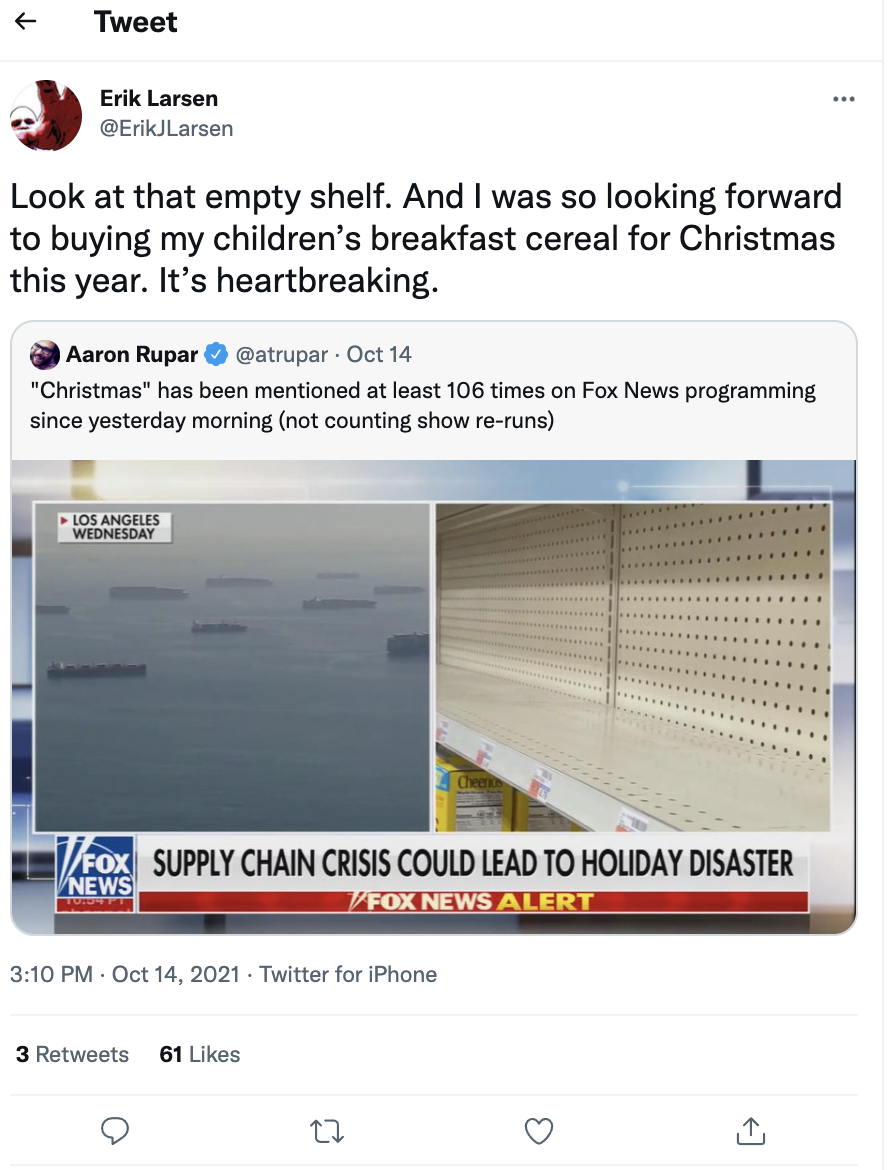 Tweet
Erik Larsen
@ErikJLarsen
Look at that empty shelf. And I was so looking forward
to buying my children’s breakfast cereal for Christmas
this year. It’s heartbreaking.
Aaron Rupar @atrupar · Oct 14
"Christmas" has been mentioned at least 106 times on Fox News programming
since yesterday morning (not counting show re-runs)
LOS ANGELES
WEDNESDAY
Cheerios
FOX
NEWS
SUPPLY CHAIN CRISIS COULD LEAD TO HOLIDAY DISASTER
FOX NEWS ALERT
3:10 PM · Oct 14, 2021 · Twitter for iPhone
3 Retweets 61 Likes